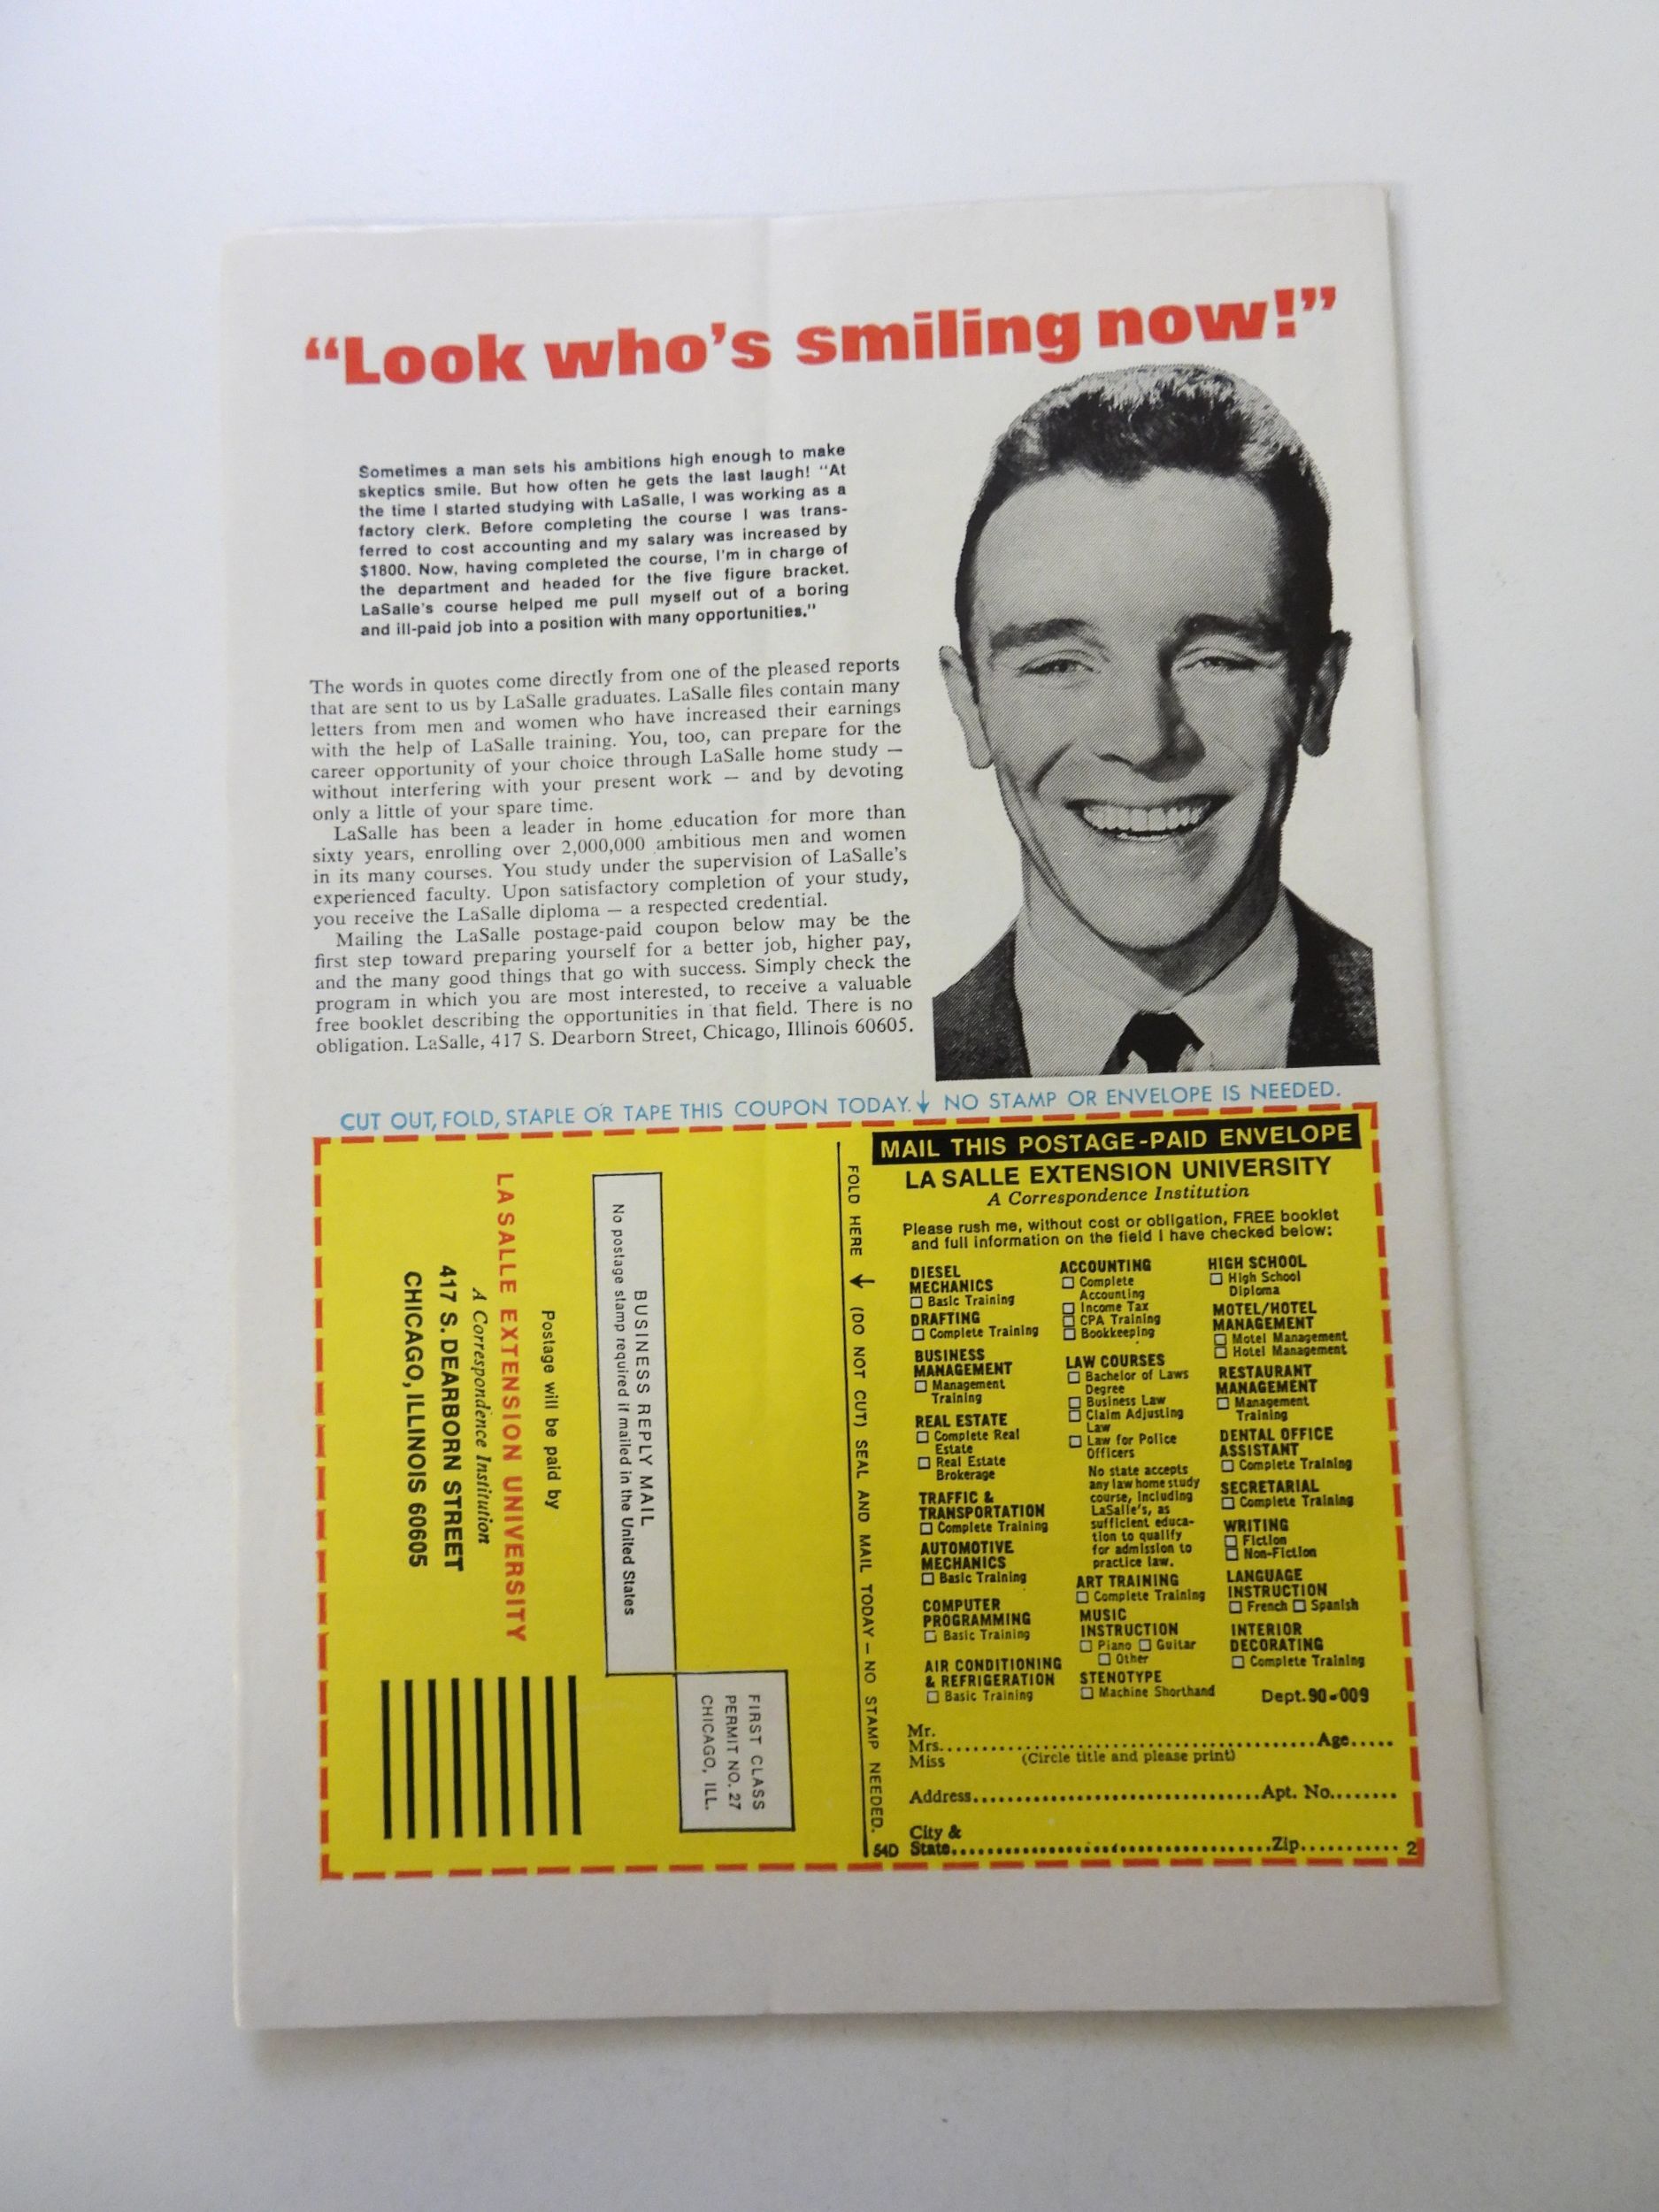 “Look who’s smiling now!”
Sometimes a man sets his ambitions high enough to make
skeptics smile. But how often he gets the last laugh! “At
the time I started studying with LaSalle, I was working as a
factory clerk. Before completing the course I was trans-
ferred to cost accounting and my salary was increased by
$1800. Now, having completed the course, I’m in charge of
the department and headed for the five figure bracket.
LaSalle’s course helped me pull myself out of a boring
and ill-paid job into a position with many opportunities.”
The words in quotes come directly from one of the pleased reports
that are sent to us by LaSalle graduates. LaSalle files contain many
letters from men and women who have increased their earnings
with the help of LaSalle training. You, too, can prepare for the
career opportunity of your choice through LaSalle home study —
without interfering with your present work — and by devoting
only a little of your spare time.
LaSalle has been a leader in home education for more than
sixty years, enrolling over 2,000,000 ambitious men and women
in its many courses. You study under the supervision of LaSalle’s
experienced faculty. Upon satisfactory completion of your study,
you receive the LaSalle diploma — a respected credential.
Mailing the LaSalle postage-paid coupon below may be the
first step toward preparing yourself for a better job, higher pay,
and the many good things that go with success. Simply check the
program in which you are most interested, to receive a valuable
free booklet describing the opportunities in that field. There is no
obligation. LaSalle, 417 S. Dearborn Street, Chicago, Illinois 60605.
CUT OUT, FOLD, STAPLE OR TAPE THIS COUPON TODAY.↓ NO STAMP OR ENVELOPE IS NEEDED.
FIRST CLASS
PERMIT NO. 27
CHICAGO, ILL.
BUSINESS REPLY MAIL
No postage stamp required if mailed in the United States
Postage will be paid by
LA SALLE EXTENSION UNIVERSITY
A Correspondence Institution
417 S. DEARBORN STREET
CHICAGO, ILLINOIS 60605
FOLD HERE → (DO NOT CUT) SEAL AND MAIL TODAY — NO STAMP NEEDED.
MAIL THIS POSTAGE-PAID ENVELOPE
LA SALLE EXTENSION UNIVERSITY
A Correspondence Institution
Please rush me, without cost or obligation, FREE booklet
and full information on the field I have checked below:
DIESEL
MECHANICS
☐ Basic Training
DRAFTING
☐ Complete Training
BUSINESS
MANAGEMENT
☐ Management
Training
REAL ESTATE
☐ Complete Real
Estate
☐ Real Estate
Brokerage
TRAFFIC &
TRANSPORTATION
☐ Complete Training
AUTOMOTIVE
MECHANICS
☐ Basic Training
COMPUTER
PROGRAMMING
☐ Basic Training
AIR CONDITIONING
& REFRIGERATION
☐ Basic Training
ACCOUNTING
☐ Complete
Accounting
☐ Income Tax
☐ CPA Training
☐ Bookkeeping
LAW COURSES
☐ Bachelor of Laws
Degree
☐ Business Law
☐ Claim Adjusting
Law
☐ Law for Police
Officers
No state accepts
any law home study
course, including
LaSalle’s, as
sufficient educa-
tion to qualify
for admission to
practice law.
ART TRAINING
☐ Complete Training
MUSIC
INSTRUCTION
☐ Piano ☐ Guitar
☐ Other
STENOTYPE
☐ Machine Shorthand
HIGH SCHOOL
☐ High School
Diploma
MOTEL/HOTEL
MANAGEMENT
☐ Motel Management
☐ Hotel Management
RESTAURANT
MANAGEMENT
☐ Management
Training
DENTAL OFFICE
ASSISTANT
☐ Complete Training
SECRETARIAL
☐ Complete Training
WRITING
☐ Fiction
☐ Non-Fiction
LANGUAGE
INSTRUCTION
☐ French ☐ Spanish
INTERIOR
DECORATING
☐ Complete Training
Dept. 90-009
Mr.
Mrs. Age
Miss (Circle title and please print)
Address Apt. No.
City &
54D State Zip 2